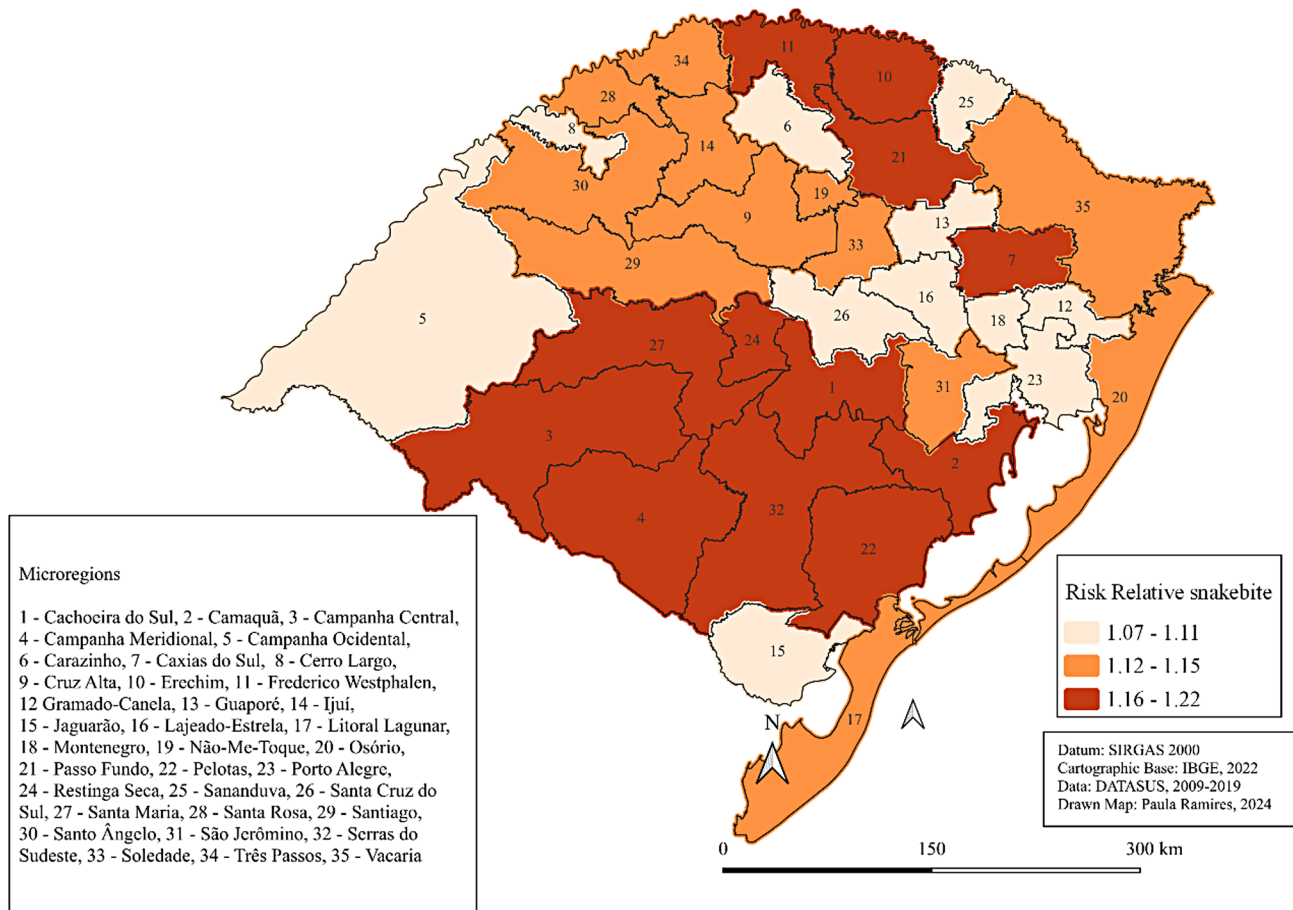 34
11
10
28
25
8
6
14
21
30
19
35
9
13
33
29
7
16
12
5
26
18
27
24
23
1
31
20
3
2
4
32
22
15
17
N
Microregions
1 - Cachoeira do Sul, 2 - Camaquã, 3 - Campanha Central,
4 - Campanha Meridional, 5 - Campanha Ocidental,
6 - Carazinho, 7 - Caxias do Sul, 8 - Cerro Largo,
9 - Cruz Alta, 10 - Erechim, 11 - Frederico Westphalen,
12 Gramado-Canela, 13 - Guaporé, 14 - Ijuí,
15 - Jaguarão, 16 - Lajeado-Estrela, 17 - Litoral Lagunar,
18 - Montenegro, 19 - Não-Me-Toque, 20 - Osório,
21 - Passo Fundo, 22 - Pelotas, 23 - Porto Alegre,
24 - Restinga Seca, 25 - Sananduva, 26 - Santa Cruz do
Sul, 27 - Santa Maria, 28 - Santa Rosa, 29 - Santiago,
30 - Santo Ângelo, 31 - São Jerômino, 32 - Serras do
Sudeste, 33 - Soledade, 34 - Três Passos, 35 - Vacaria
Risk Relative snakebite
1.07 - 1.11
1.12 - 1.15
1.16 - 1.22
Datum: SIRGAS 2000
Cartographic Base: IBGE, 2022
Data: DATASUS, 2009-2019
Drawn Map: Paula Ramires, 2024
0 150 300 km